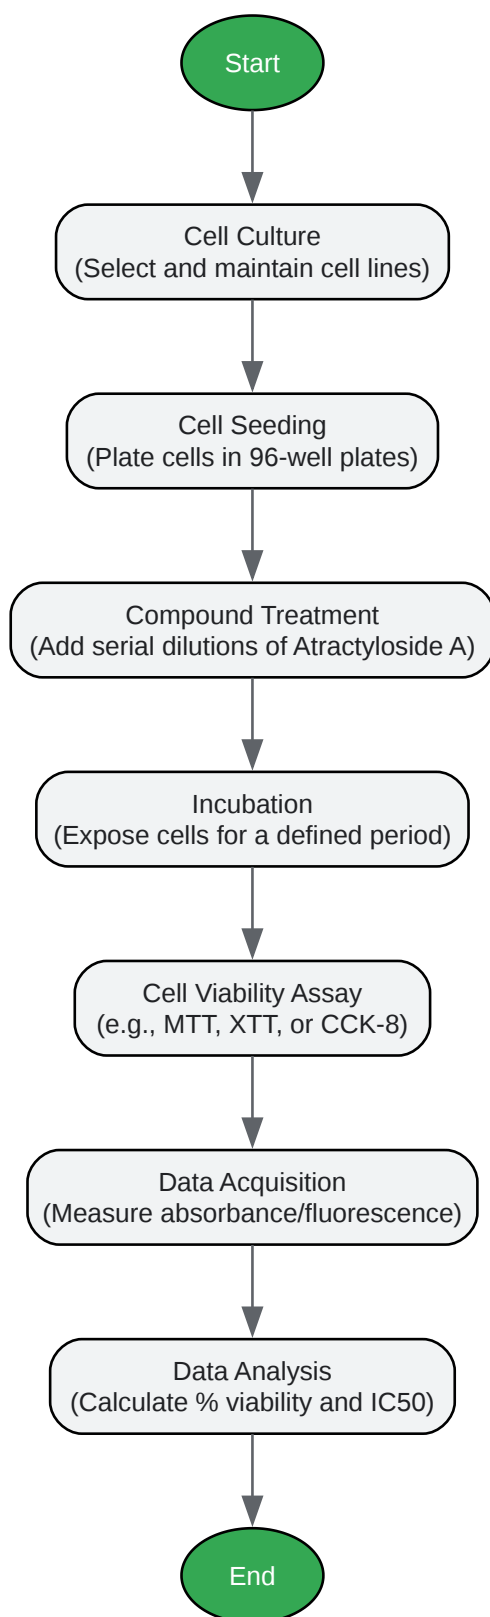 Start
Cell Culture
(Select and maintain cell lines)
Cell Seeding
(Plate cells in 96-well plates)
Compound Treatment
(Add serial dilutions of Atractyloside A)
Incubation
(Expose cells for a defined period)
Cell Viability Assay
(e.g., MTT, XTT, or CCK-8)
Data Acquisition
(Measure absorbance/fluorescence)
Data Analysis
(Calculate % viability and IC50)
End